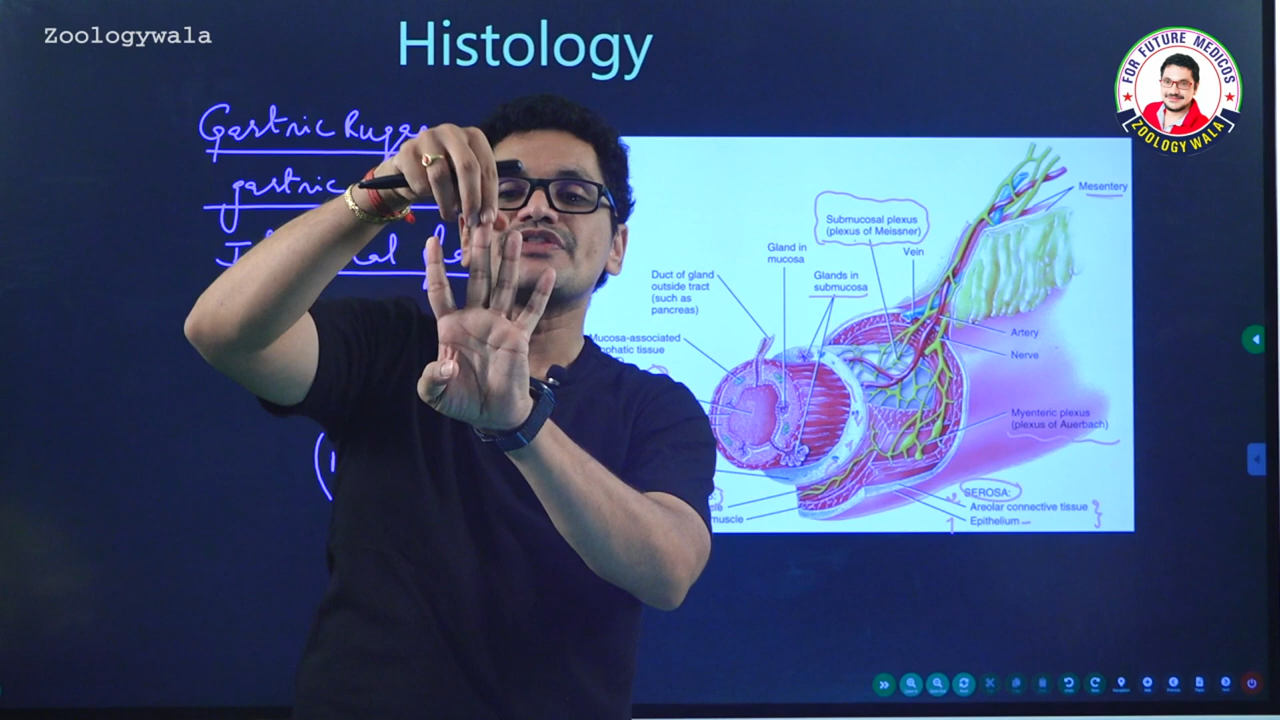 Zoologywala
Histology
FOR FUTURE MEDICOS
ZOOLOGY WALA
Gastric Rugae
gastric
Mesentery
Submucosal plexus
(plexus of Meissner)
Vein
Gland in
mucosa
Glands in
submucosa
Duct of gland
outside tract
(such as
pancreas)
Mucosa-associated
Artery
tissue
Nerve
Myenteric plexus
(plexus of Auerbach)
SEROSA:
Areolar connective tissue
Epithelium